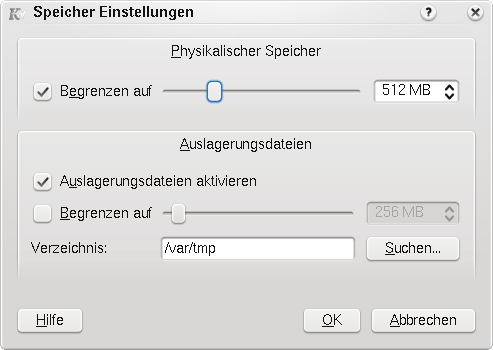 Speicher Einstellungen
Physikalischer Speicher
Begrenzen auf 512 MB
Auslagerungsdateien
Auslagerungsdateien aktivieren
Begrenzen auf 256 MB
Verzeichnis: /var/tmp Suchen...
Hilfe OK Abbrechen